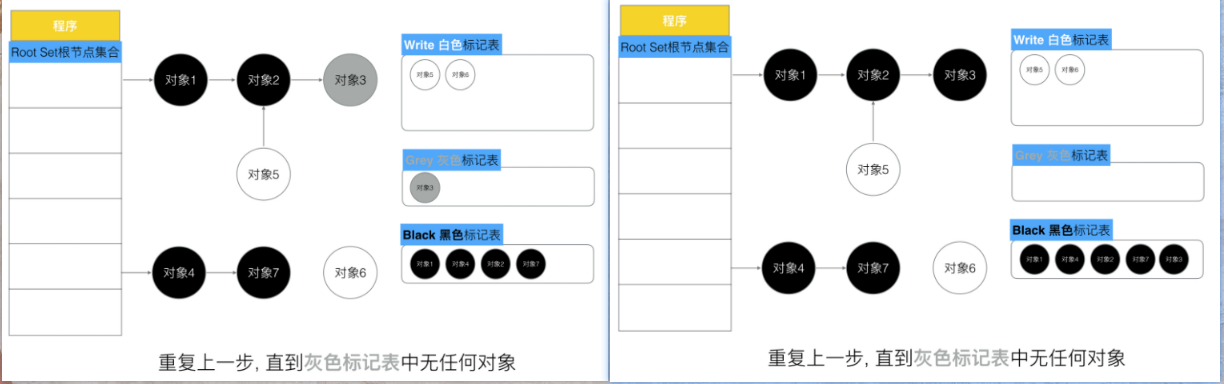 程序
Root Set根节点集合
对象1
对象2
对象3
对象5
对象4
对象7
对象6
Write 白色标记表
对象5
对象6
Grey 灰色标记表
对象3
Black 黑色标记表
对象1
对象4
对象2
对象7
重复上一步, 直到灰色标记表中无任何对象
程序
Root Set根节点集合
对象1
对象2
对象3
对象5
对象4
对象7
对象6
Write 白色标记表
对象5
对象6
Grey 灰色标记表
Black 黑色标记表
对象1
对象4
对象2
对象7
对象3
重复上一步, 直到灰色标记表中无任何对象